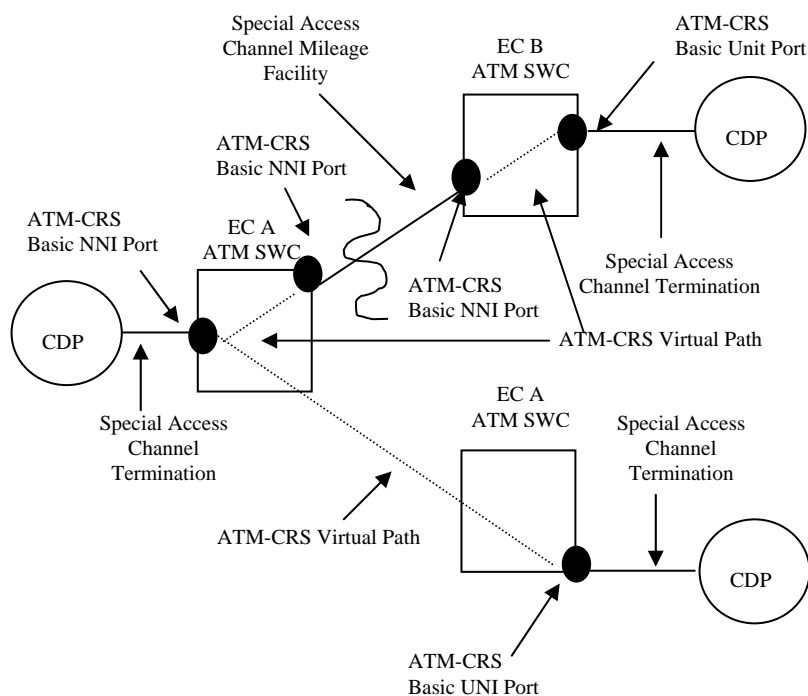 Special Access
Channel Mileage
Facility
EC B
ATM SWC
ATM-CRS
Basic Unit Port
CDP
ATM-CRS
Basic NNI Port
ATM-CRS
Basic NNI Port
EC A
ATM SWC
ATM-CRS
Basic NNI Port
Special Access
Channel Termination
CDP
ATM-CRS Virtual Path
Special Access
Channel
Termination
EC A
ATM SWC
Special Access
Channel
Termination
ATM-CRS Virtual Path
CDP
ATM-CRS
Basic UNI Port